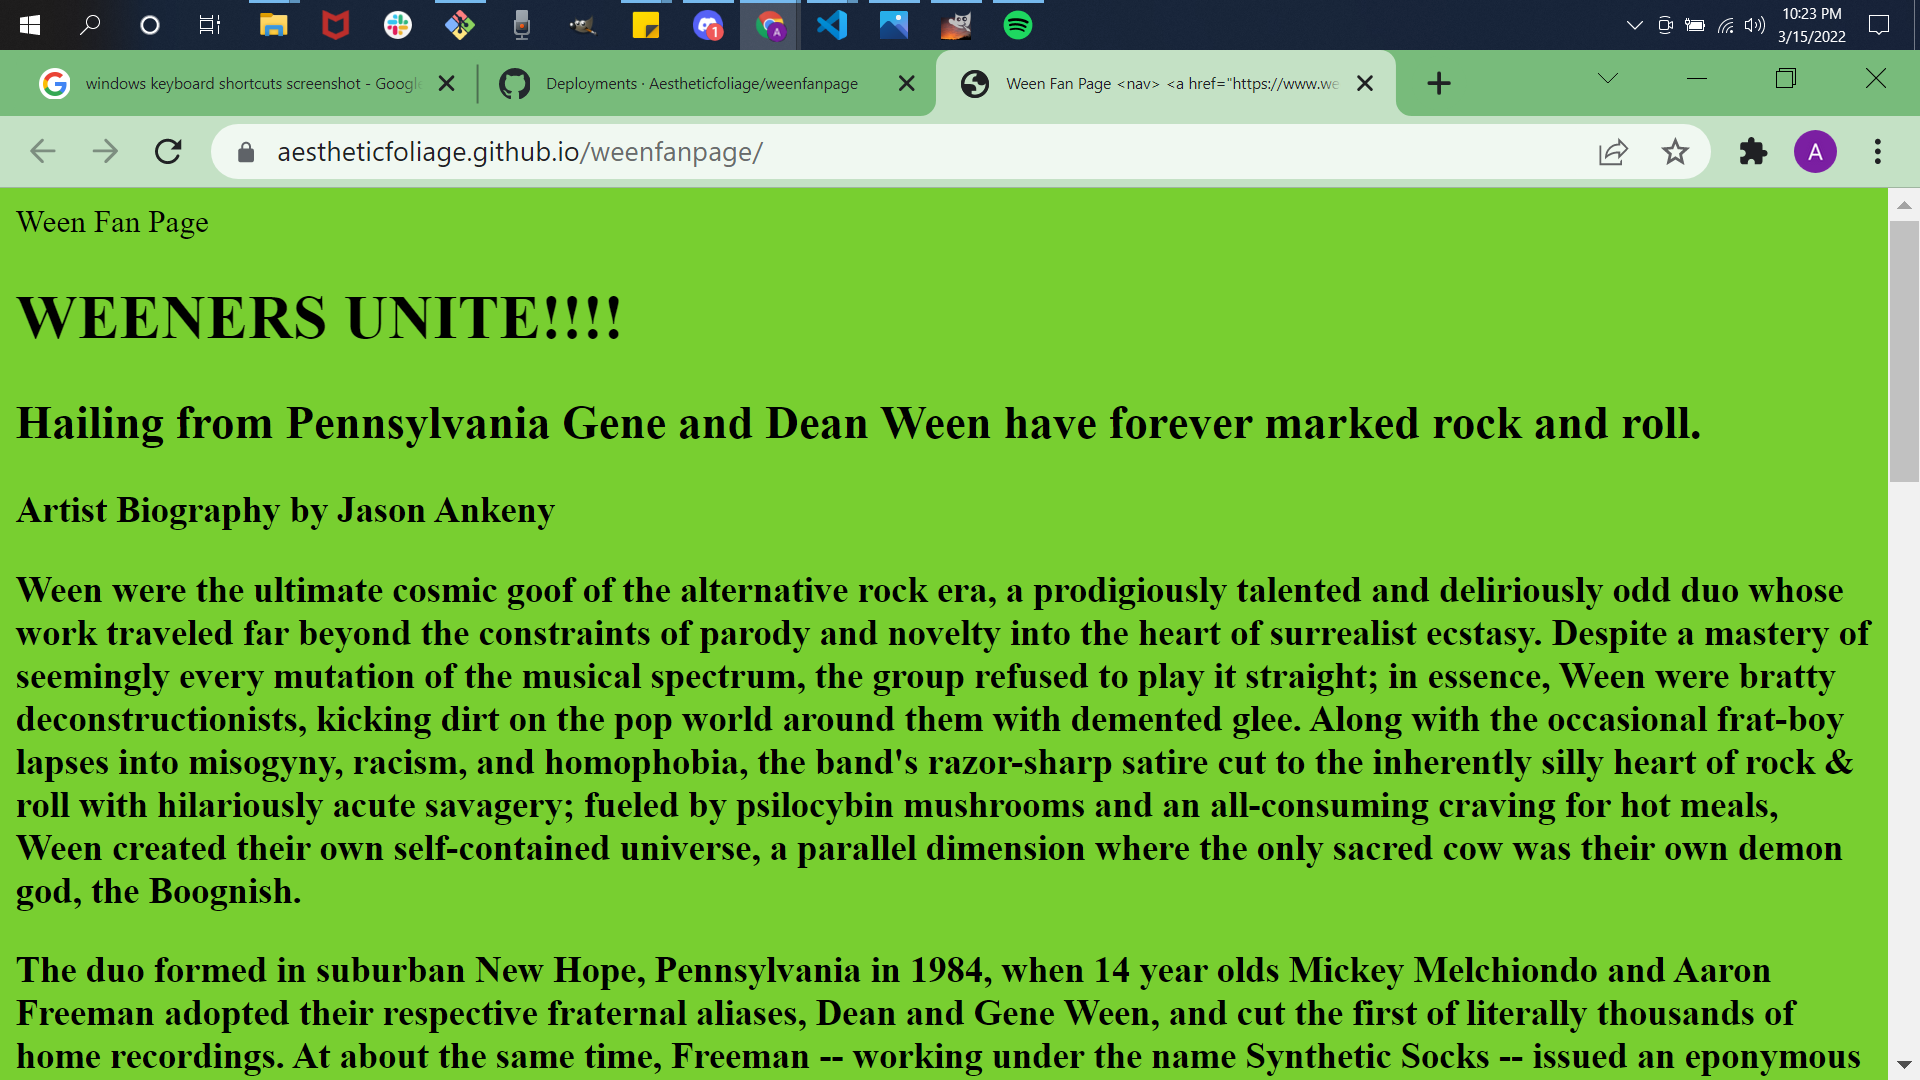 10:23 PM
3/15/2022
1
A
windows keyboard shortcuts screenshot - Google
Deployments · Aestheticfoliage/weenfanpage
Ween Fan Page <nav> <a href="https://www.we
aestheticfoliage.github.io/weenfanpage/
A
Ween Fan Page
WEENERS UNITE!!!!
Hailing from Pennsylvania Gene and Dean Ween have forever marked rock and roll.
Artist Biography by Jason Ankeny
Ween were the ultimate cosmic goof of the alternative rock era, a prodigiously talented and deliriously odd duo whose
work traveled far beyond the constraints of parody and novelty into the heart of surrealist ecstasy. Despite a mastery of
seemingly every mutation of the musical spectrum, the group refused to play it straight; in essence, Ween were bratty
deconstructionists, kicking dirt on the pop world around them with demented glee. Along with the occasional frat-boy
lapses into misogyny, racism, and homophobia, the band's razor-sharp satire cut to the inherently silly heart of rock &
roll with hilariously acute savagery; fueled by psilocybin mushrooms and an all-consuming craving for hot meals,
Ween created their own self-contained universe, a parallel dimension where the only sacred cow was their own demon
god, the Boognish.
The duo formed in suburban New Hope, Pennsylvania in 1984, when 14 year olds Mickey Melchiondo and Aaron
Freeman adopted their respective fraternal aliases, Dean and Gene Ween, and cut the first of literally thousands of
home recordings. At about the same time, Freeman -- working under the name Synthetic Socks -- issued an eponymous